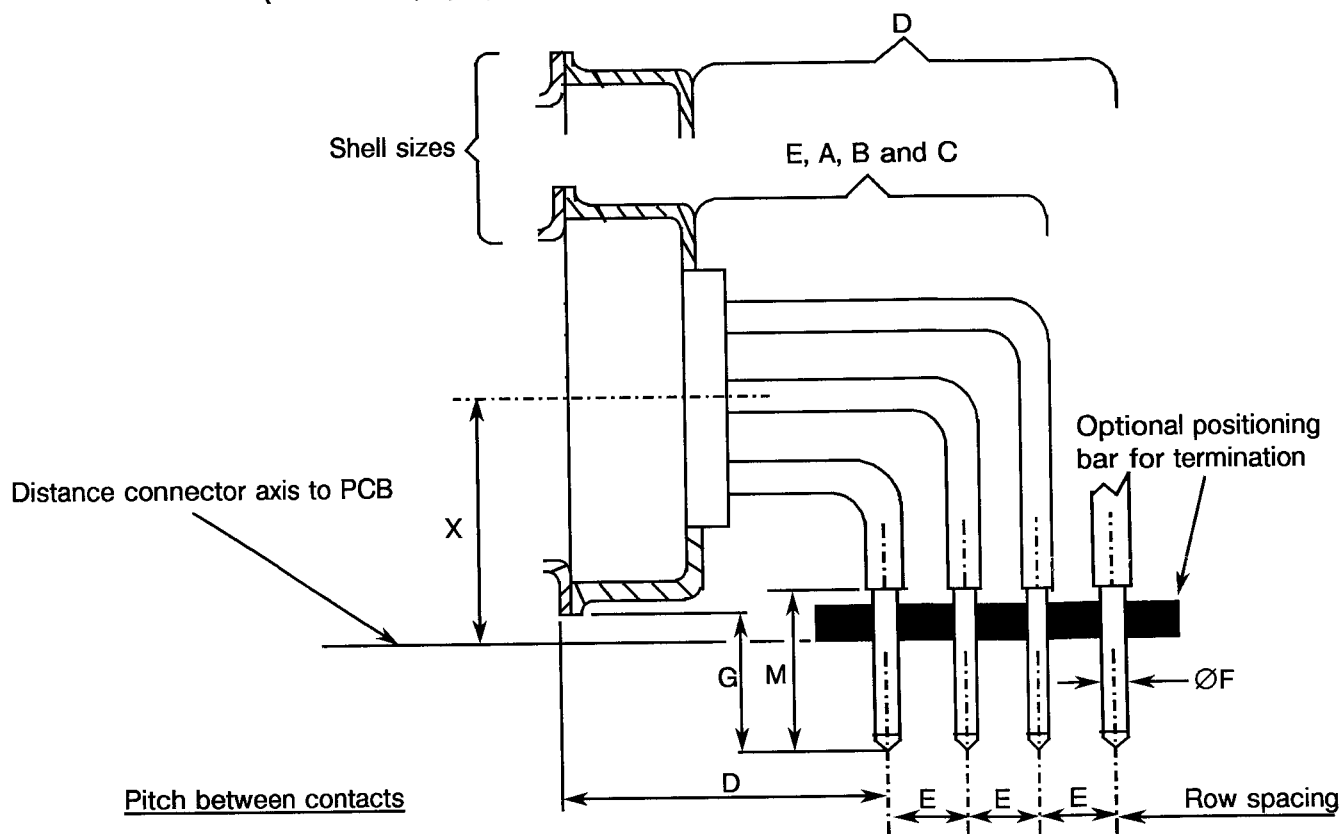 D
Shell sizes
E, A, B and C
Optional positioning
bar for termination
Distance connector axis to PCB
X
G
M
ØF
D
E
E
E
Row spacing
Pitch between contacts